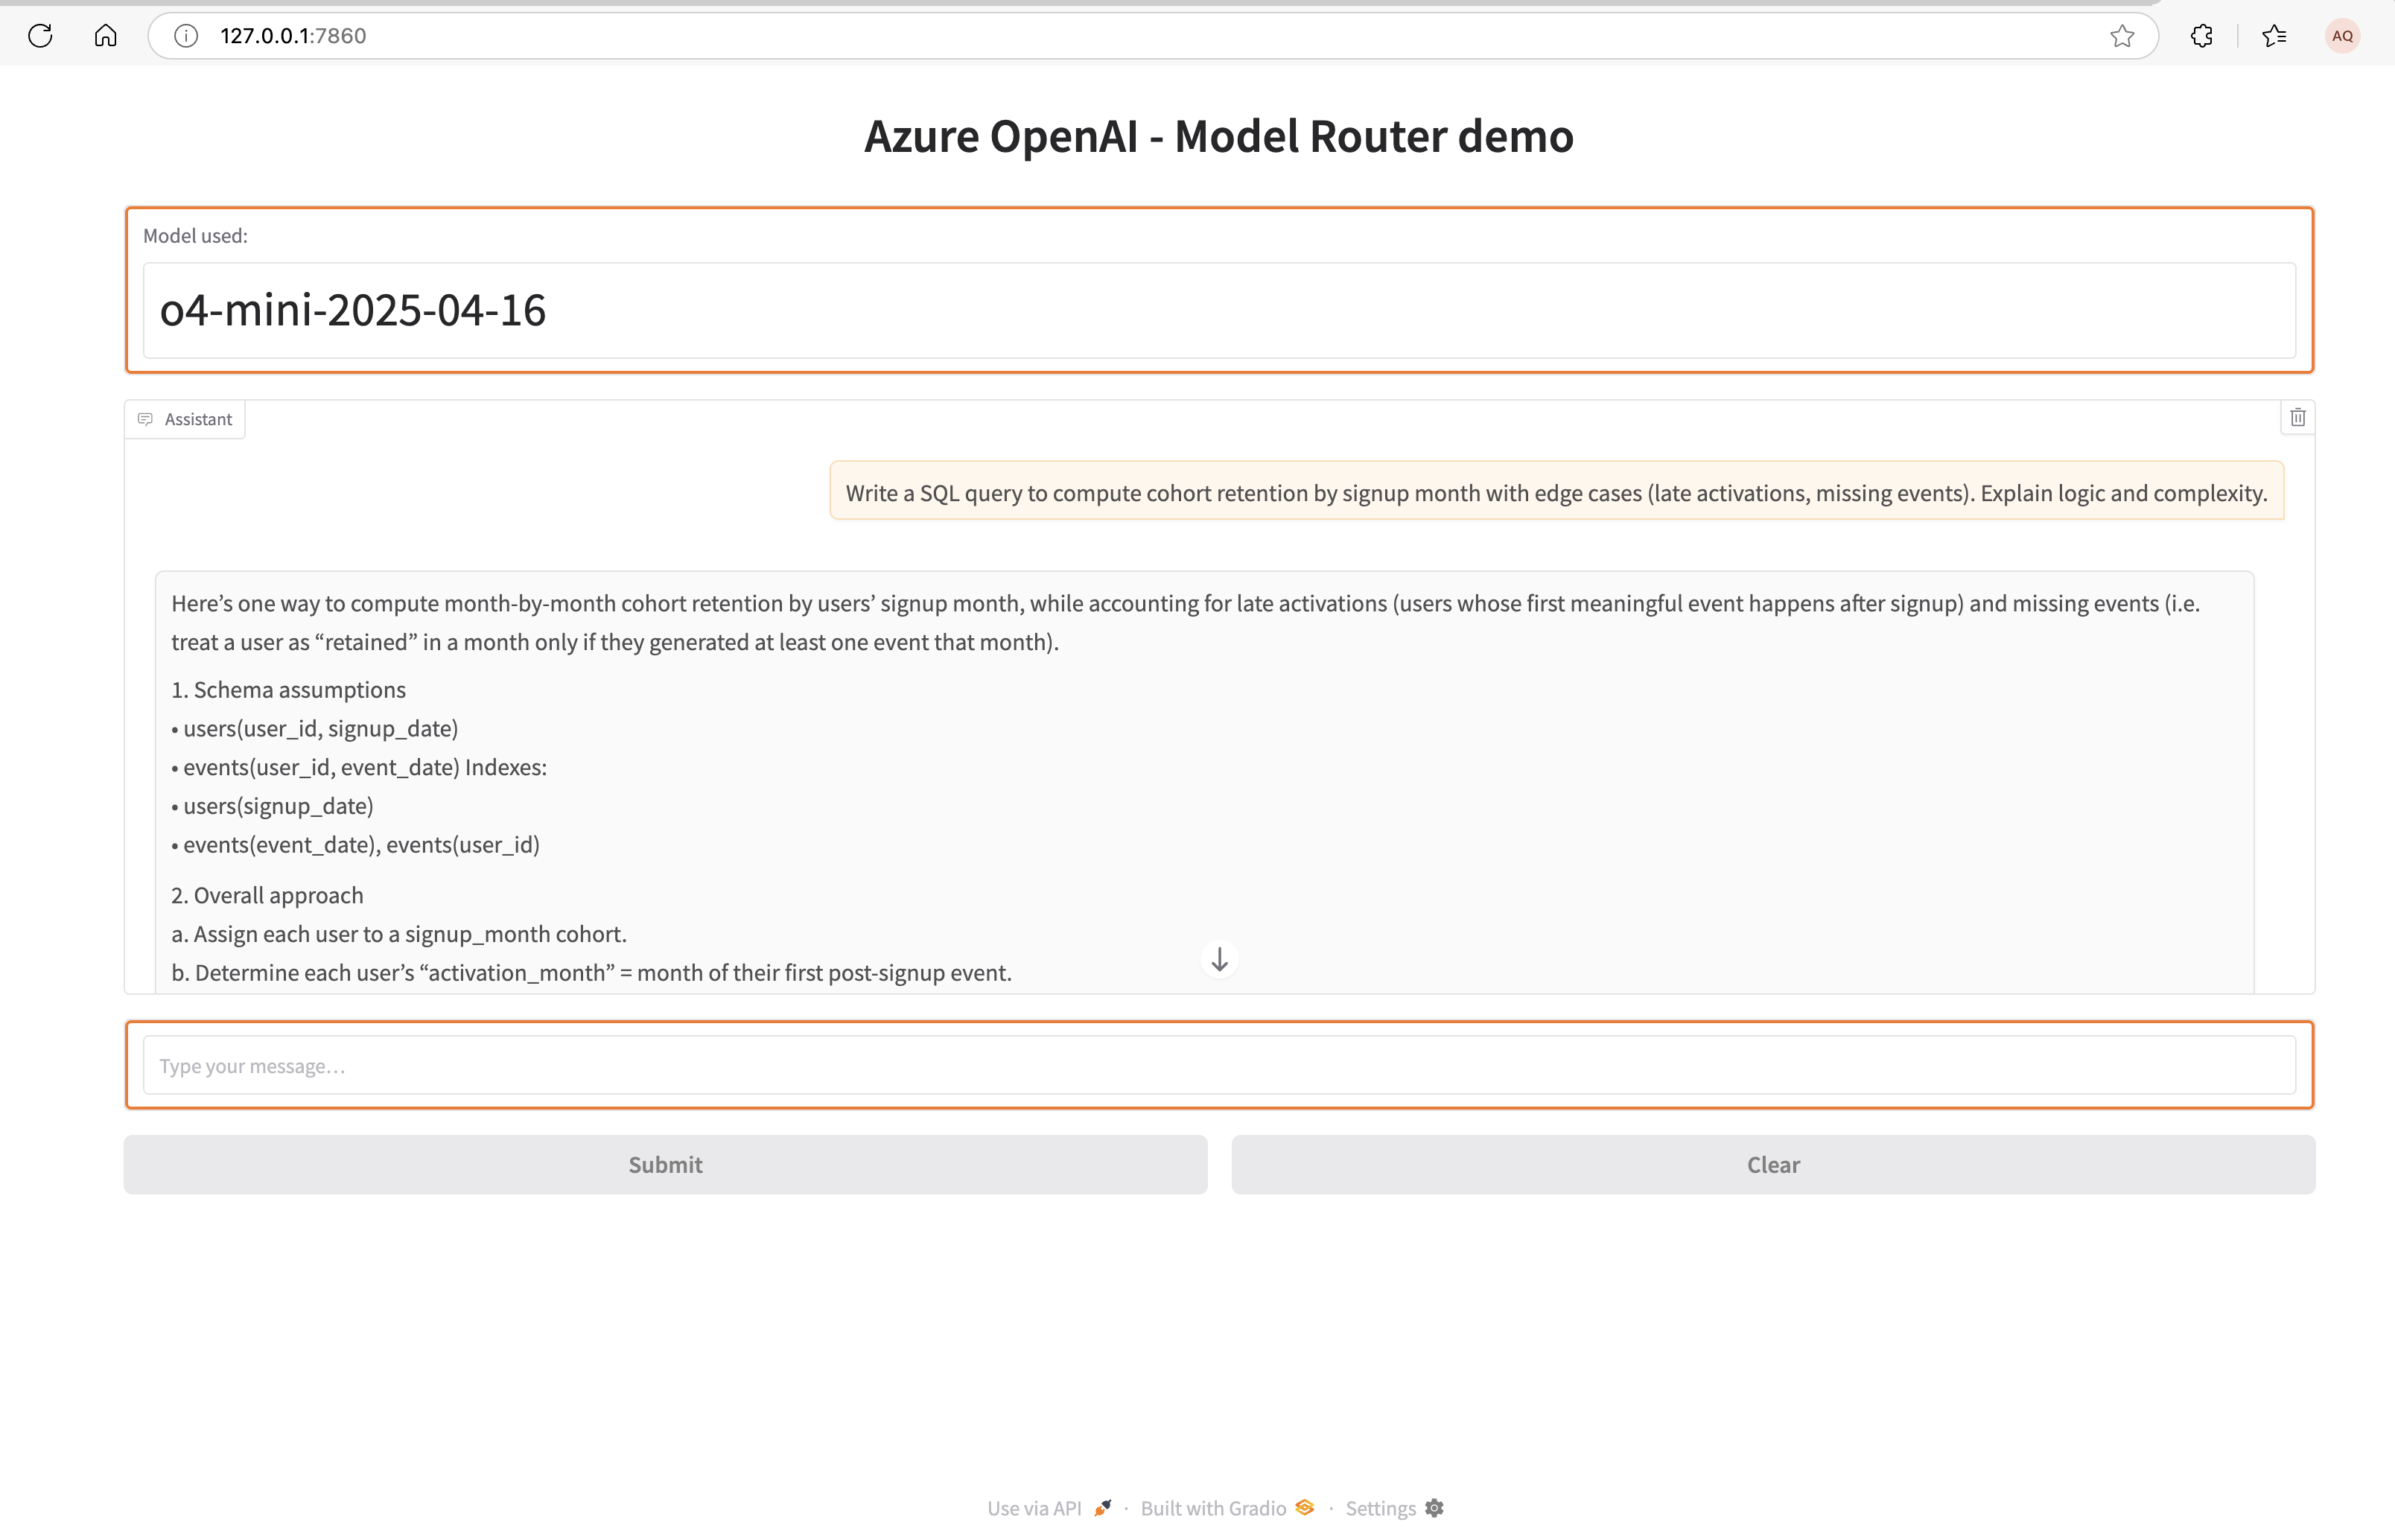 127.0.0.1:7860
AQ
Azure OpenAI - Model Router demo
Model used:
o4-mini-2025-04-16
Assistant
Write a SQL query to compute cohort retention by signup month with edge cases (late activations, missing events). Explain logic and complexity.
Here’s one way to compute month-by-month cohort retention by users’ signup month, while accounting for late activations (users whose first meaningful event happens after signup) and missing events (i.e.
treat a user as “retained” in a month only if they generated at least one event that month).
1. Schema assumptions
• users(user_id, signup_date)
• events(user_id, event_date) Indexes:
• users(signup_date)
• events(event_date), events(user_id)
2. Overall approach
a. Assign each user to a signup_month cohort.
b. Determine each user’s “activation_month” = month of their first post-signup event.
Type your message…
Submit
Clear
Use via API · Built with Gradio · Settings